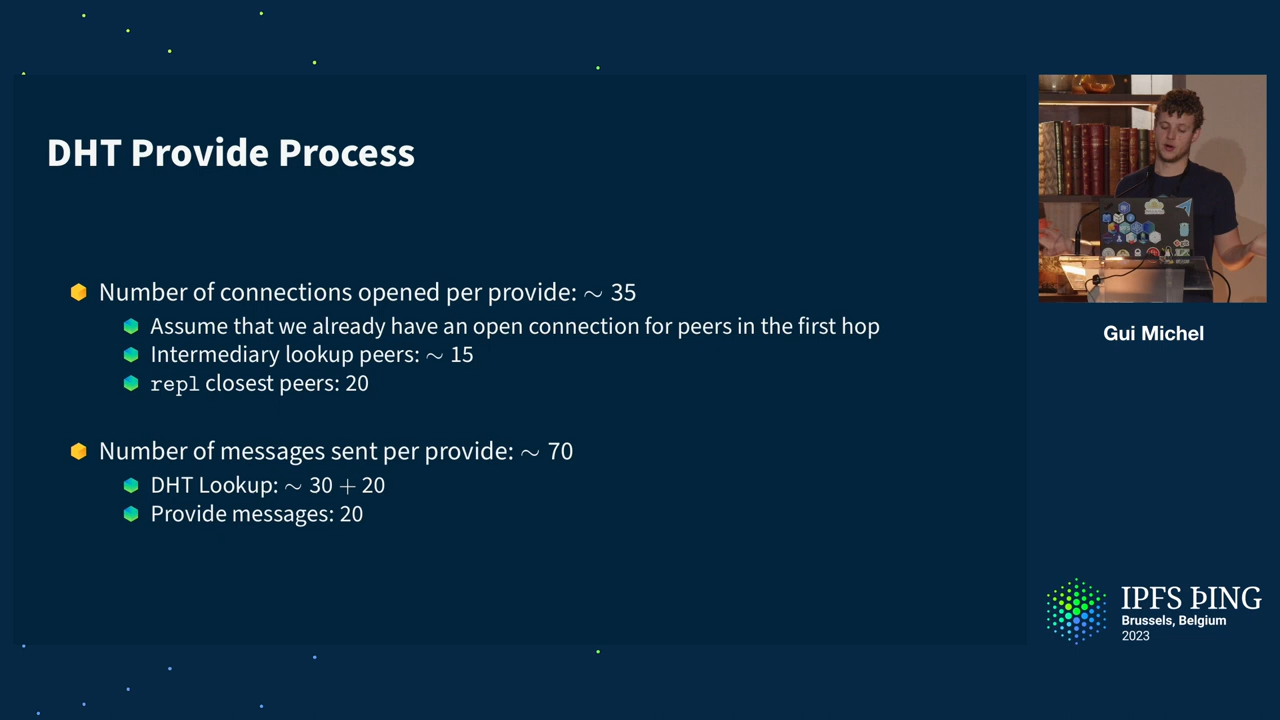 DHT Provide Process
Number of connections opened per provide: ∼ 35
Assume that we already have an open connection for peers in the first hop
Intermediary lookup peers: ∼ 15
repl closest peers: 20
Number of messages sent per provide: ∼ 70
DHT Lookup: ∼ 30 + 20
Provide messages: 20
Gui Michel
IPFS ÞING
Brussels, Belgium
2023